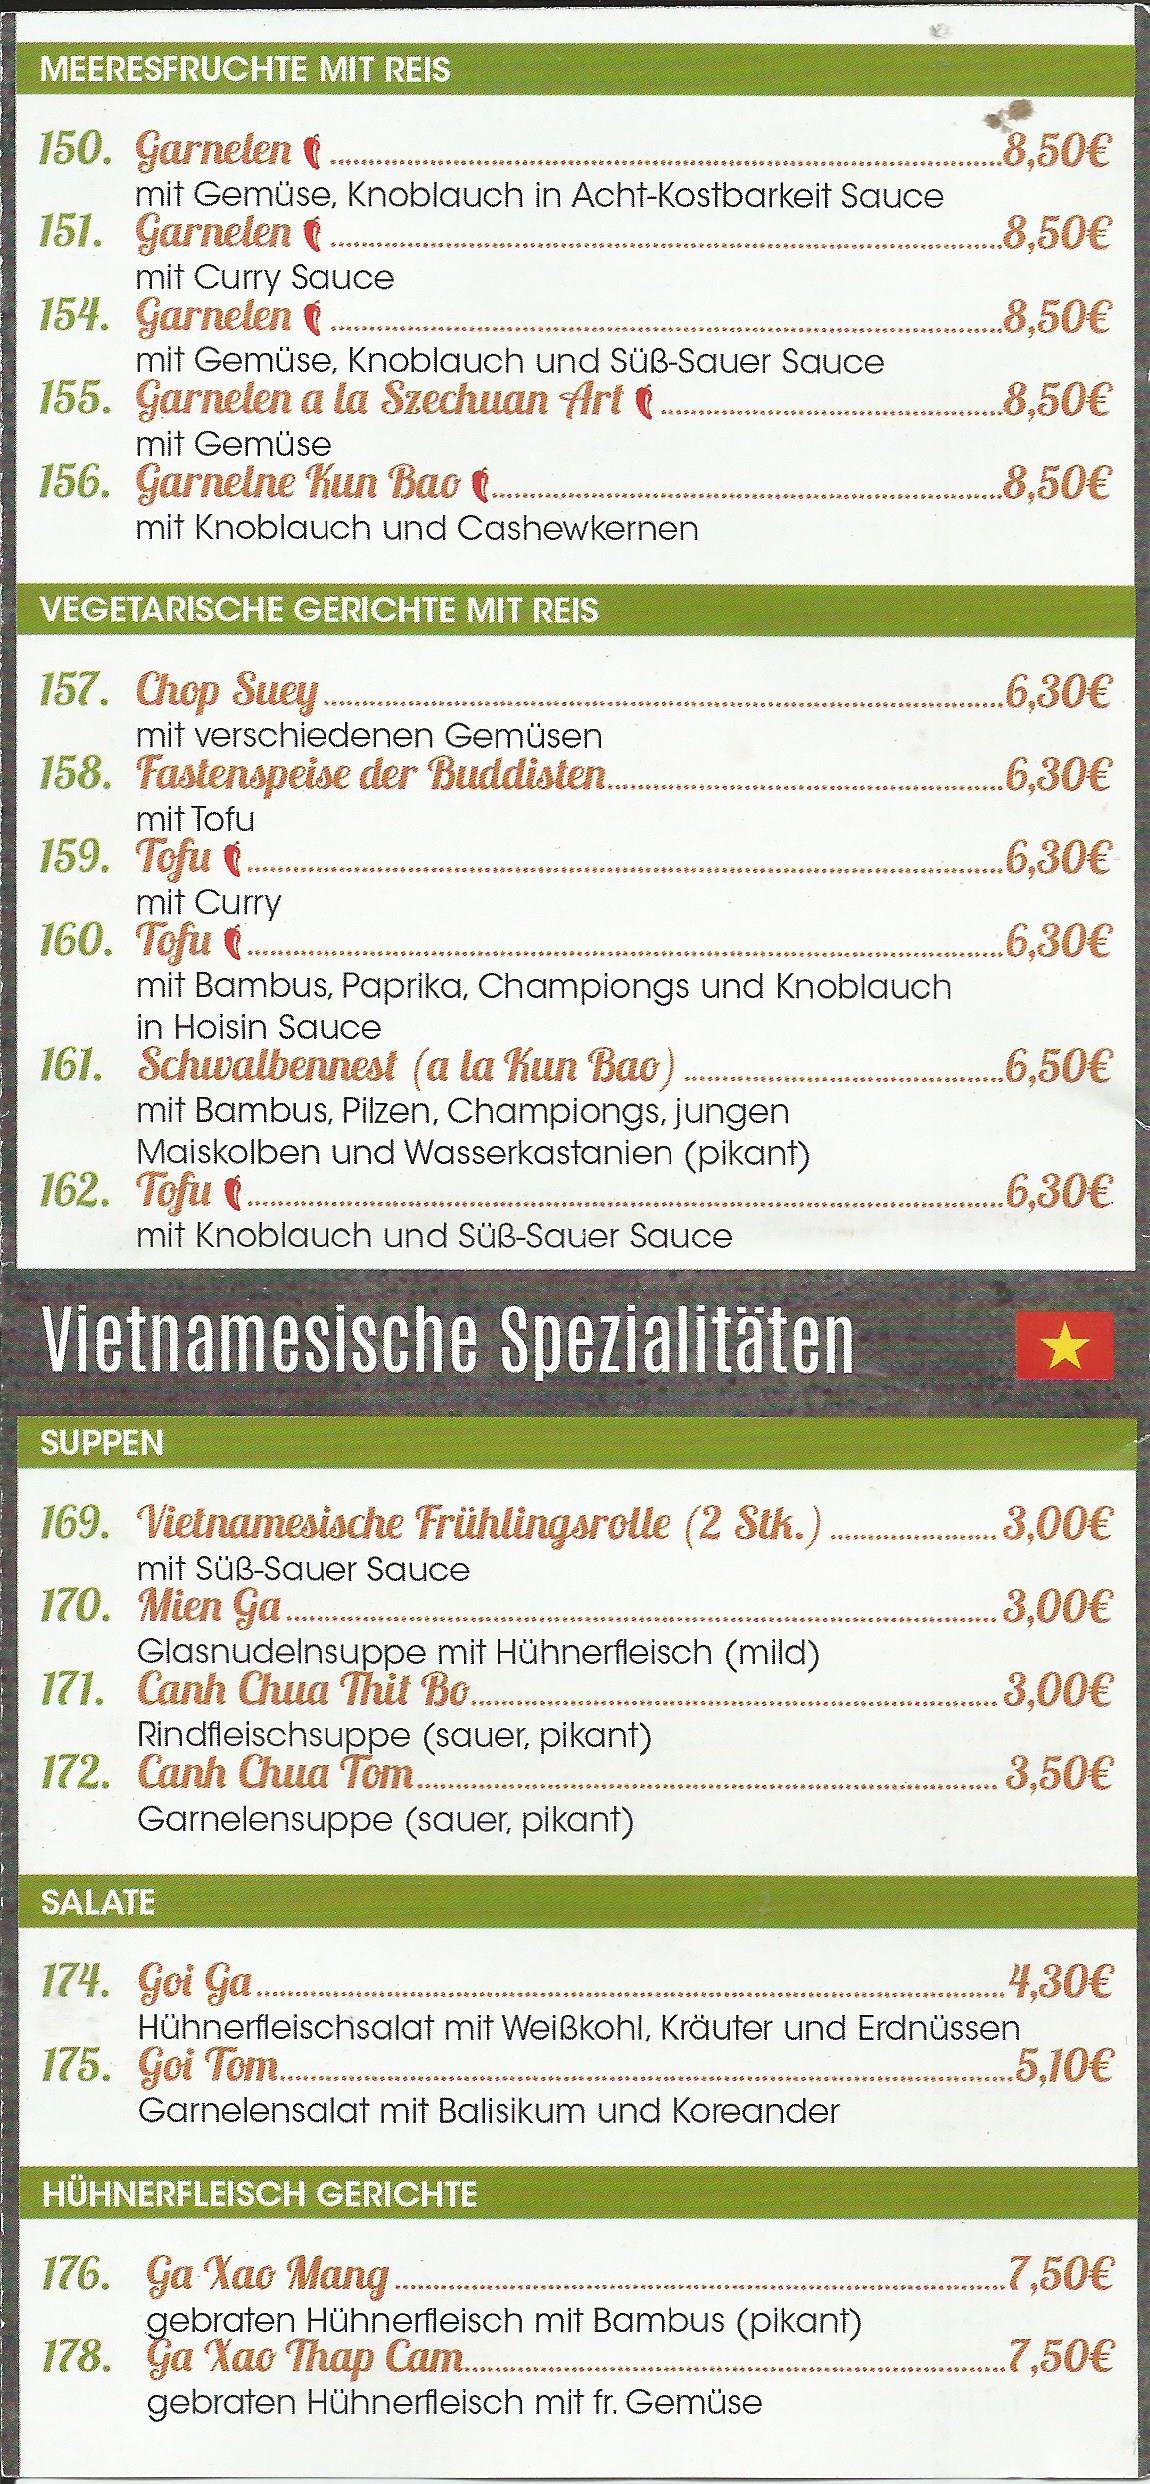 MEERESFRUCHTE MIT REIS
150. Garnelen 8,50€
mit Gemüse, Knoblauch in Acht-Kostbarkeit Sauce
151. Garnelen 8,50€
mit Curry Sauce
154. Garnelen 8,50€
mit Gemüse, Knoblauch und Süß-Sauer Sauce
155. Garnelen a la Szechuan Art 8,50€
mit Gemüse
156. Garnelne Kun Bao 8,50€
mit Knoblauch und Cashewkernen
VEGETARISCHE GERICHTE MIT REIS
157. Chop Suey 6,30€
mit verschiedenen Gemüsen
158. Fastenspeise der Buddisten 6,30€
mit Tofu
159. Tofu 6,30€
mit Curry
160. Tofu 6,30€
mit Bambus, Paprika, Championgs und Knoblauch
in Hoisin Sauce
161. Schwalbennest (a la Kun Bao) 6,50€
mit Bambus, Pilzen, Championgs, jungen
Maiskolben und Wasserkastanien (pikant)
162. Tofu 6,30€
mit Knoblauch und Süß-Sauer Sauce
Vietnamesische Spezialitäten
SUPPEN
169. Vietnamesische Frühlingsrolle (2 Stk.) 3,00€
mit Süß-Sauer Sauce
170. Mien Ga 3,00€
Glasnudelnsuppe mit Hühnerfleisch (mild)
171. Canh Chua Thit Bo 3,00€
Rindfleischsuppe (sauer, pikant)
172. Canh Chua Tom 3,50€
Garnelensuppe (sauer, pikant)
SALATE
174. Goi Ga 4,30€
Hühnerfleischsalat mit Weißkohl, Kräuter und Erdnüssen
175. Goi Tom 5,10€
Garnelensalat mit Balisikum und Koreander
HÜHNERFLEISCH GERICHTE
176. Ga Xao Mang 7,50€
gebraten Hühnerfleisch mit Bambus (pikant)
178. Ga Xao Thap Cam 7,50€
gebraten Hühnerfleisch mit fr. Gemüse